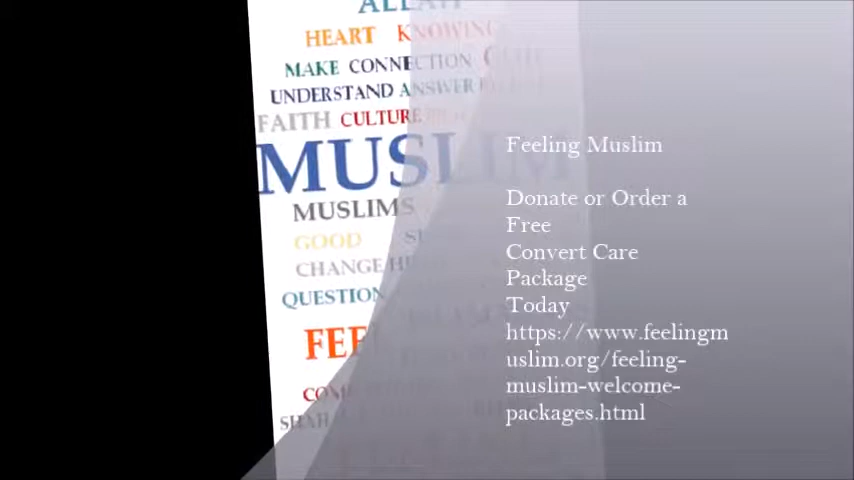 ALLAH
HEART KNOWING
MAKE CONNECTION
UNDERSTAND ANSWER
FAITH CULTURE
MUSLIM
MUSLIMS
GOOD
CHANGE
QUESTION
Feeling Muslim
Donate or Order a
Free
Convert Care
Package
Today
https://www.feelingm
uslim.org/feeling-
muslim-welcome-
packages.html